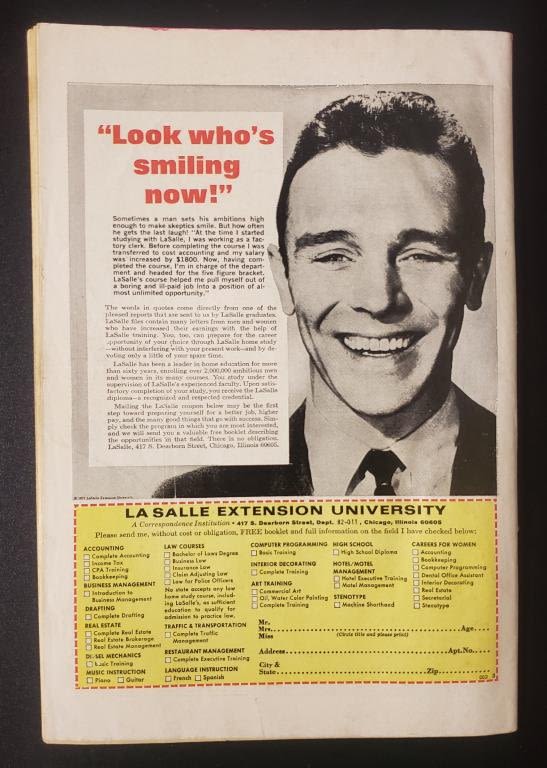 “Look who’s
smiling
now!”
Sometimes a man sets his ambitions high
enough to make skeptics smile. But how often
he gets the last laugh! “At the time I started
studying with LaSalle, I was working as a fac-
tory clerk. Before completing the course I was
transferred to cost accounting and my salary
was increased by $1800. Now, having com-
pleted the course, I’m in charge of the depart-
ment and headed for the five figure bracket.
LaSalle’s course helped me pull myself out of
a boring and ill-paid job into a position of al-
most unlimited opportunity.”
The words in quotes come directly from one of the
pleased reports that are sent to us by LaSalle graduates.
LaSalle files contain many letters from men and women
who have increased their earnings with the help of
LaSalle training. You, too, can prepare for the career
opportunity of your choice through LaSalle home study
—without interfering with your present work—and by de-
voting only a little of your spare time.
LaSalle has been a leader in home education for more
than sixty years, enrolling over 2,000,000 ambitious men
and women in its many courses. You study under the
supervision of LaSalle’s experienced faculty. Upon satis-
factory completion of your study, you receive the LaSalle
diploma—a recognized and respected credential.
Mailing the LaSalle coupon below may be the first
step toward preparing yourself for a better job, higher
pay, and the many good things that go with success. Sim-
ply check the program in which you are most interested,
and we will send you a valuable free booklet describing
the opportunities in that field. There is no obligation.
LaSalle, 417 S. Dearborn Street, Chicago, Illinois 60605.
LaSalle Extension University
LA SALLE EXTENSION UNIVERSITY
A Correspondence Institution • 417 S. Dearborn Street, Dept. 92-011, Chicago, Illinois 60605
Please send me, without cost or obligation, FREE booklet and full information on the field I have checked below:
ACCOUNTING
Complete Accounting
Income Tax
CPA Training
Bookkeeping
BUSINESS MANAGEMENT
Introduction to
Business Management
DRAFTING
Complete Drafting
REAL ESTATE
Complete Real Estate
Real Estate Brokerage
Real Estate Management
DIESEL MECHANICS
Basic Training
MUSIC INSTRUCTION
Piano Guitar
LAW COURSES
Bachelor of Laws Degree
Business Law
Insurance Law
Claim Adjusting Law
Law for Police Officers
No state accepts any law
home study course, includ-
ing LaSalle’s, as sufficient
education to qualify for
admission to practice law.
TRAFFIC & TRANSPORTATION
Complete Traffic
Management
RESTAURANT MANAGEMENT
Complete Executive Training
LANGUAGE INSTRUCTION
French Spanish
COMPUTER PROGRAMMING
Basic Training
INTERIOR DECORATING
Complete Training
ART TRAINING
Commercial Art
Oil, Water Color Painting
Complete Training
HIGH SCHOOL
High School Diploma
HOTEL/MOTEL
MANAGEMENT
Hotel Executive Training
Motel Management
STENOTYPE
Machine Shorthand
CAREERS FOR WOMEN
Accounting
Bookkeeping
Computer Programming
Dental Office Assistant
Interior Decorating
Real Estate
Secretarial
Stenotype
Mr.
Mrs. Age
Miss (Circle title and please print)
Address Apt.No.
City &
State Zip